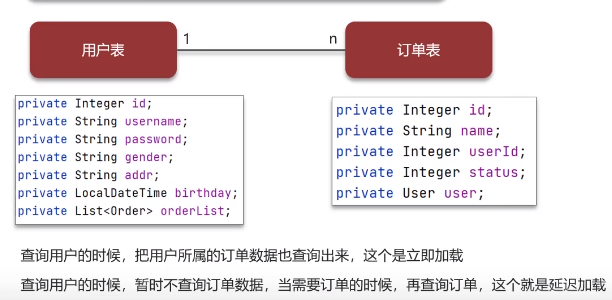 用户表
1
n
订单表
private Integer id;
private String username;
private String password;
private String gender;
private String addr;
private LocalDateTime birthday;
private List<Order> orderList;
private Integer id;
private String name;
private Integer userId;
private Integer status;
private User user;
查询用户的时候，把用户所属的订单数据也查询出来，这个是立即加载
查询用户的时候，暂时不查询订单数据，当需要订单的时候，再查询订单，这个就是延迟加载